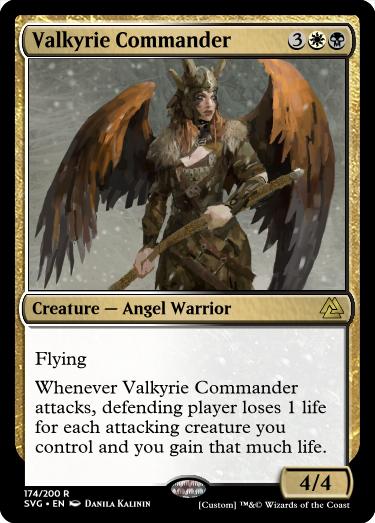 Valkyrie Commander 3
Creature — Angel Warrior
Flying
Whenever Valkyrie Commander
attacks, defending player loses 1 life
for each attacking creature you
control and you gain that much life.
4/4
174/200 R
SVG • EN Danila Kalinin
[Custom] ™&© Wizards of the Coast